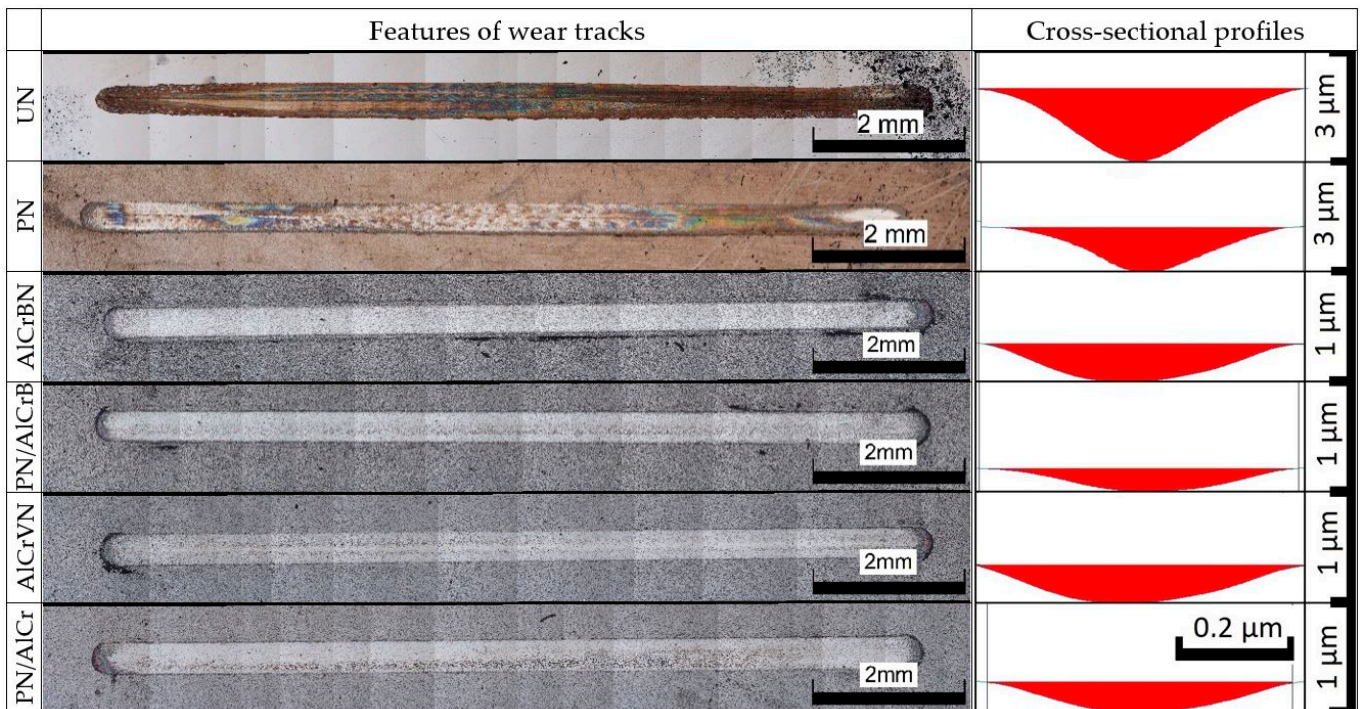 Features of wear tracks
Cross-sectional profiles
UN
2 mm
3 µm
PN
2 mm
3 µm
AlCrBN
2mm
1 µm
PN/AlCrB
2mm
1 µm
AlCrVN
2mm
1 µm
PN/AlCr
2mm
0.2 µm
1 µm